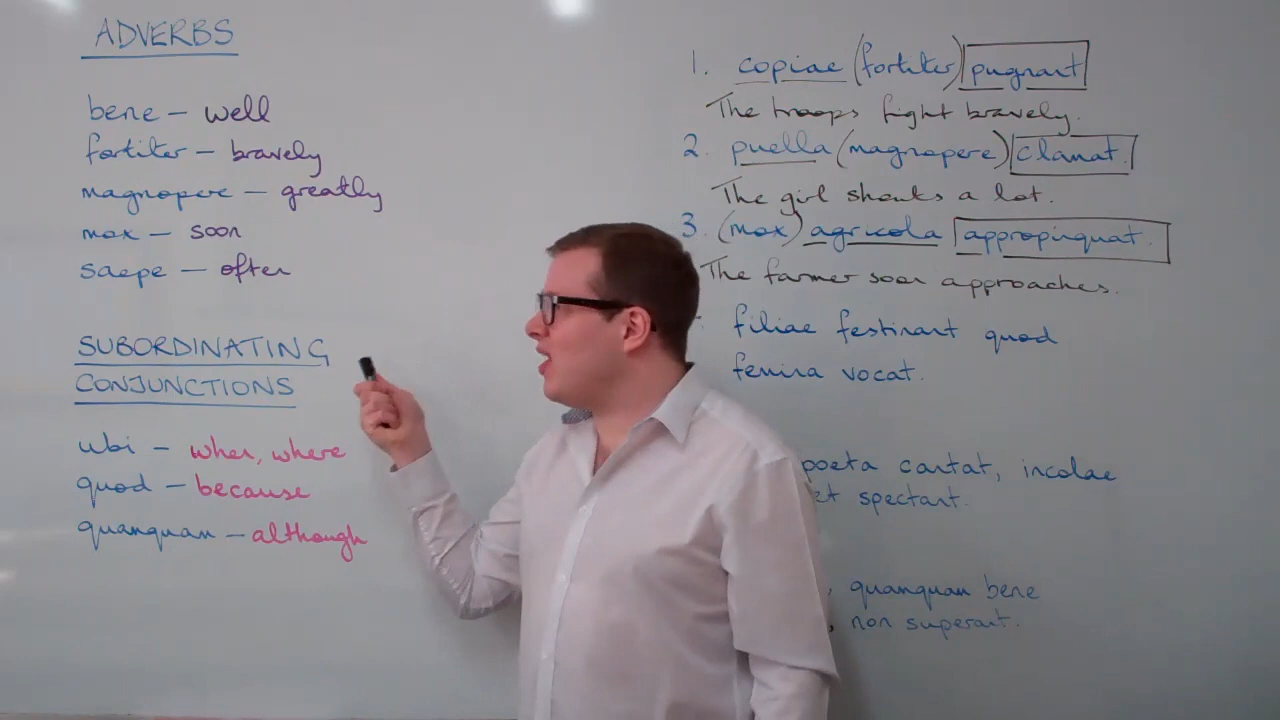 ADVERBS
bene – well
fortiter – bravely
magnopere – greatly
mox – soon
saepe – often
SUBORDINATING
CONJUNCTIONS
ubi – when, where
quod – because
quamquam – although
1. copiae (fortiter) pugnant
The troops fight bravely.
2. puella (magnopere) clamat.
The girl shouts a lot.
3. (mox) agricola appropinquat.
The farmer soon approaches.
filiae festinant quod
femina vocat.
poeta cantat, incolae
et spectant.
, quamquam bene
, non superant.